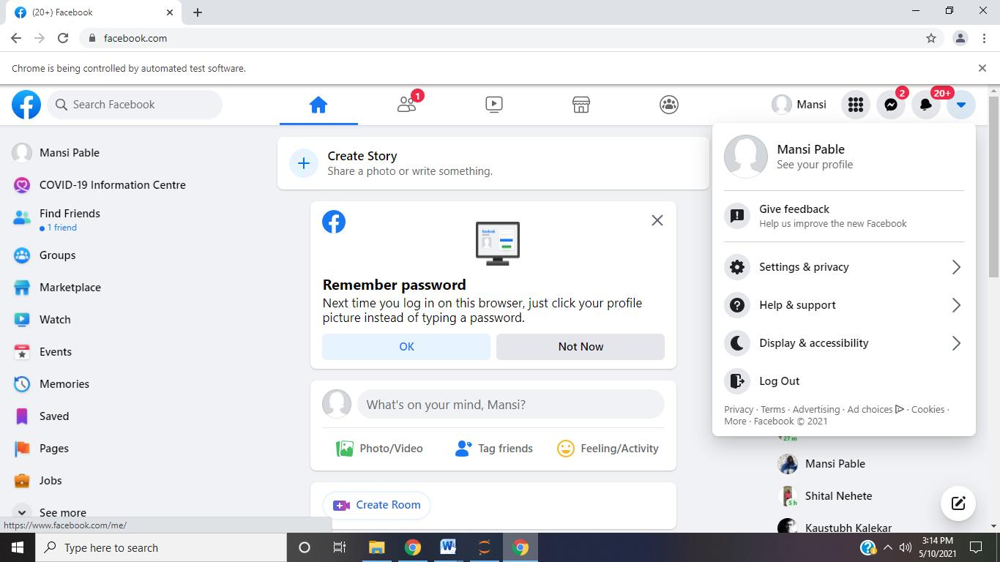 (20+) Facebook
facebook.com
Chrome is being controlled by automated test software.
Search Facebook
1
Mansi
2
20+
Mansi Pable
COVID-19 Information Centre
Find Friends
1 friend
Groups
Marketplace
Watch
Events
Memories
Saved
Pages
Jobs
See more
https://www.facebook.com/me/
Create Story
Share a photo or write something.
facebook
Remember password
Next time you log in on this browser, just click your profile
picture instead of typing a password.
OK
Not Now
What's on your mind, Mansi?
Photo/Video
Tag friends
Feeling/Activity
Create Room
Mansi Pable
See your profile
Give feedback
Help us improve the new Facebook
Settings & privacy
Help & support
Display & accessibility
Log Out
Privacy · Terms · Advertising · Ad choices · Cookies ·
More · Facebook © 2021
27 m
Mansi Pable
5 h
Shital Nehete
Kaustubh Kalekar
Type here to search
3:14 PM
5/10/2021